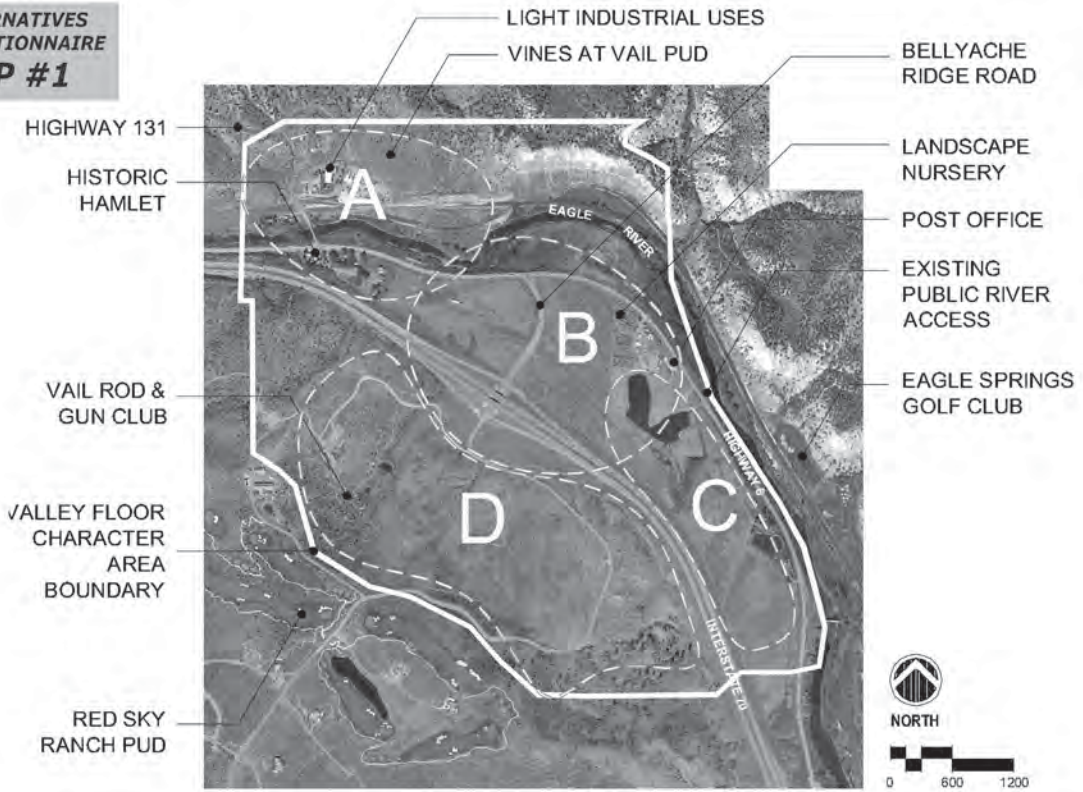 RNATIVES
TIONNAIRE
P #1
LIGHT INDUSTRIAL USES
VINES AT VAIL PUD
BELLYACHE
RIDGE ROAD
HIGHWAY 131
HISTORIC
HAMLET
LANDSCAPE
NURSERY
POST OFFICE
EXISTING
PUBLIC RIVER
ACCESS
EAGLE SPRINGS
GOLF CLUB
A
EAGLE
RIVER
B
VAIL ROD &
GUN CLUB
HIGHWAY 6
C
D
VALLEY FLOOR
CHARACTER
AREA
BOUNDARY
INTERSTATE 70
RED SKY
RANCH PUD
NORTH
0 600 1200